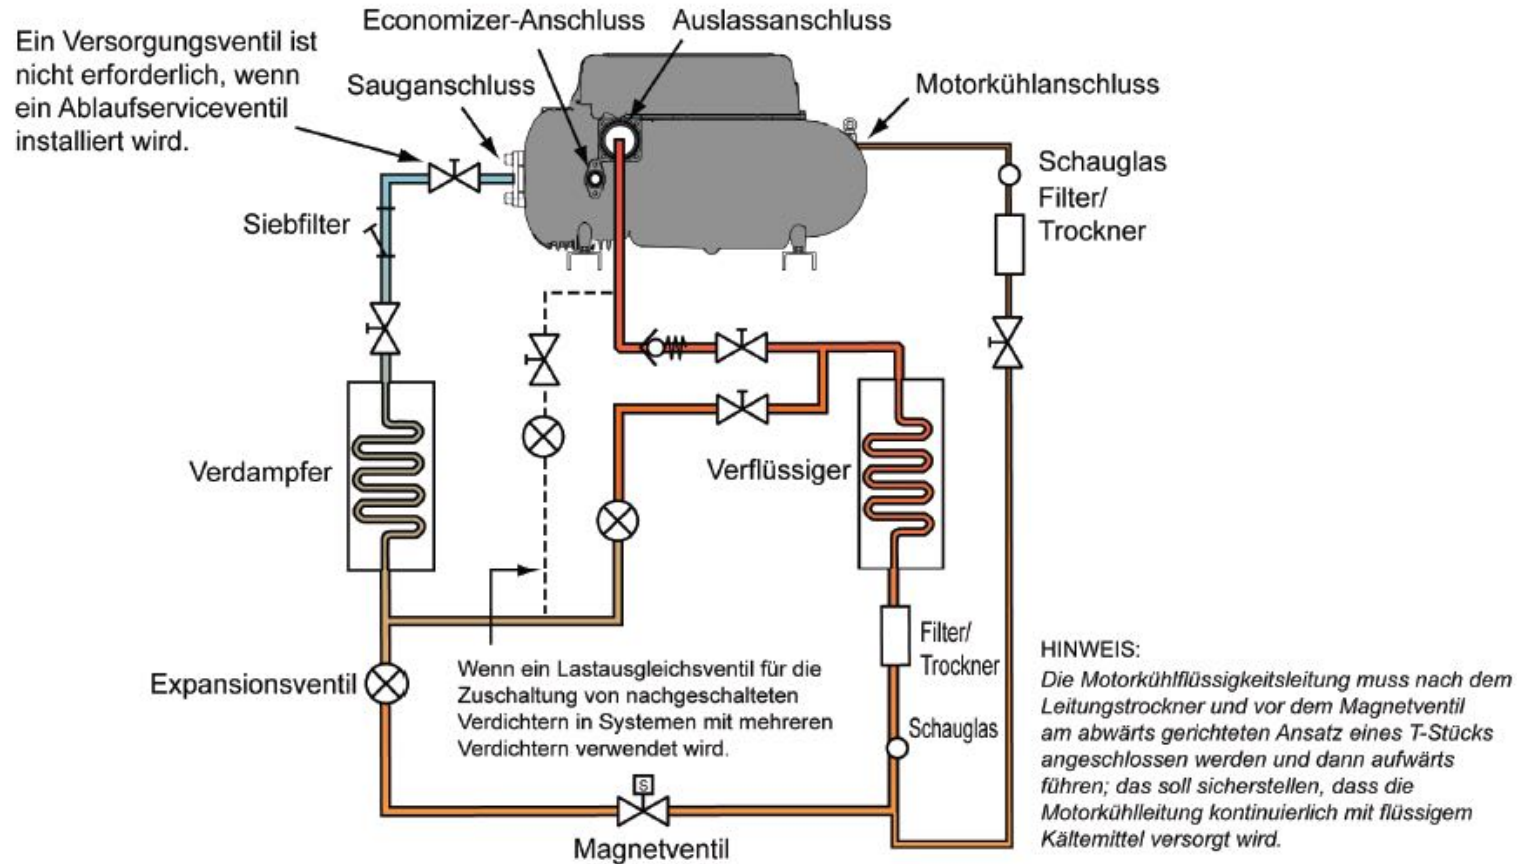 Economizer-Anschluss
Auslassanschluss
Ein Versorgungsventil ist
nicht erforderlich, wenn
ein Ablaufserviceventil
installiert wird.
Sauganschluss
Motorkühlanschluss
Schauglas
Filter/
Trockner
Siebfilter
Verdampfer
Verflüssiger
Expansionsventil
Wenn ein Lastausgleichsventil für die
Zuschaltung von nachgeschalteten
Verdichtern in Systemen mit mehreren
Verdichtern verwendet wird.
Filter/
Trockner
Schauglas
S
Magnetventil
HINWEIS:
Die Motorkühlflüssigkeitsleitung muss nach dem
Leitungstrockner und vor dem Magnetventil
am abwärts gerichteten Ansatz eines T-Stücks
angeschlossen werden und dann aufwärts
führen; das soll sicherstellen, dass die
Motorkühlleitung kontinuierlich mit flüssigem
Kältemittel versorgt wird.